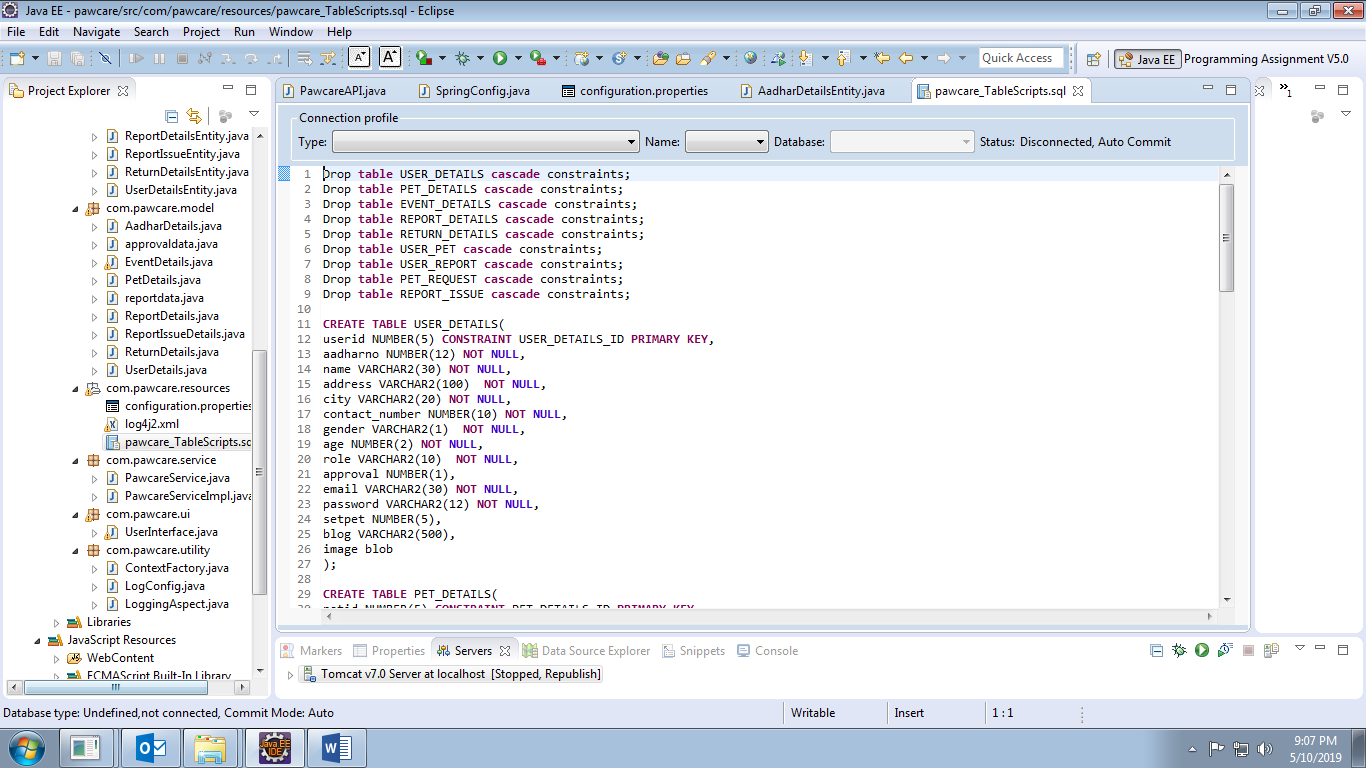 Java EE - pawcare/src/com/pawcare/resources/pawcare_TableScripts.sql - Eclipse
File Edit Navigate Search Project Run Window Help
Quick Access
Java EE
Programming Assignment V5.0
Project Explorer
ReportDetailsEntity.java
ReportIssueEntity.java
ReturnDetailsEntity.java
UserDetailsEntity.java
com.pawcare.model
AadharDetails.java
approvaldata.java
EventDetails.java
PetDetails.java
reportdata.java
ReportDetails.java
ReportIssueDetails.java
ReturnDetails.java
UserDetails.java
com.pawcare.resources
configuration.properties
log4j2.xml
pawcare_TableScripts.sq
com.pawcare.service
PawcareService.java
PawcareServiceImpl.java
com.pawcare.ui
UserInterface.java
com.pawcare.utility
ContextFactory.java
LogConfig.java
LoggingAspect.java
Libraries
JavaScript Resources
WebContent
ECMAScript Built-In Library
PawcareAPI.java SpringConfig.java configuration.properties AadharDetailsEntity.java pawcare_TableScripts.sql
Connection profile
Type: Name: Database: Status: Disconnected, Auto Commit
1 Drop table USER_DETAILS cascade constraints;
2 Drop table PET_DETAILS cascade constraints;
3 Drop table EVENT_DETAILS cascade constraints;
4 Drop table REPORT_DETAILS cascade constraints;
5 Drop table RETURN_DETAILS cascade constraints;
6 Drop table USER_PET cascade constraints;
7 Drop table USER_REPORT cascade constraints;
8 Drop table PET_REQUEST cascade constraints;
9 Drop table REPORT_ISSUE cascade constraints;
10
11 CREATE TABLE USER_DETAILS(
12 userid NUMBER(5) CONSTRAINT USER_DETAILS_ID PRIMARY KEY,
13 aadharno NUMBER(12) NOT NULL,
14 name VARCHAR2(30) NOT NULL,
15 address VARCHAR2(100)  NOT NULL,
16 city VARCHAR2(20) NOT NULL,
17 contact_number NUMBER(10) NOT NULL,
18 gender VARCHAR2(1)  NOT NULL,
19 age NUMBER(2) NOT NULL,
20 role VARCHAR2(10)  NOT NULL,
21 approval NUMBER(1),
22 email VARCHAR2(30) NOT NULL,
23 password VARCHAR2(12) NOT NULL,
24 setpet NUMBER(5),
25 blog VARCHAR2(500),
26 image blob
27 );
28
29 CREATE TABLE PET_DETAILS(
30 petid NUMBER(5) CONSTRAINT PET_DETAILS_ID PRIMARY KEY
»1
Markers Properties Servers Data Source Explorer Snippets Console
Tomcat v7.0 Server at localhost [Stopped, Republish]
Database type: Undefined,not connected, Commit Mode: Auto
Writable
Insert
1 : 1
9:07 PM
5/10/2019